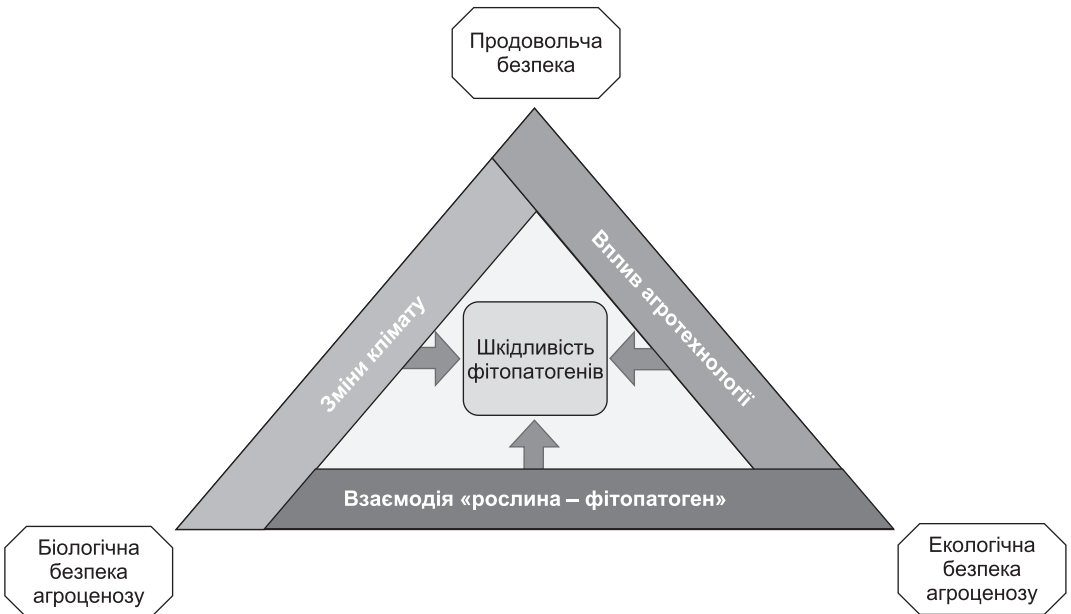 Продовольча
безпека
Зміни клімату
Вплив агротехнології
Шкідливість
фітопатогенів
Взаємодія «рослина – фітопатоген»
Біологічна
безпека
агроценозу
Екологічна
безпека
агроценозу